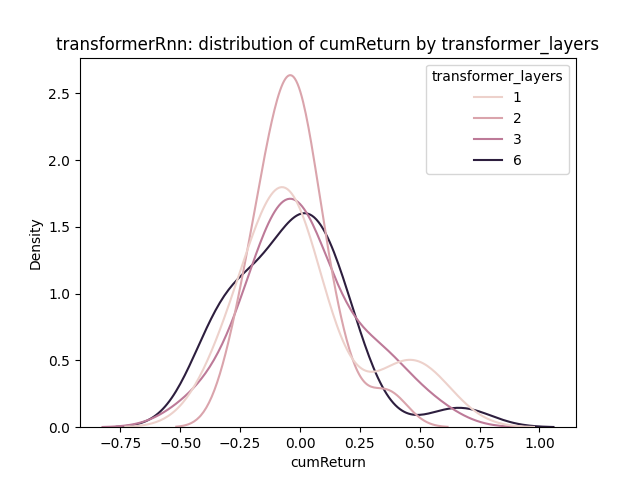 transformerRnn: distribution of cumReturn by transformer_layers
transformer_layers
1
2
3
6
Density
2.5
2.0
1.5
1.0
0.5
0.0
−0.75 −0.50 −0.25 0.00 0.25 0.50 0.75 1.00
cumReturn